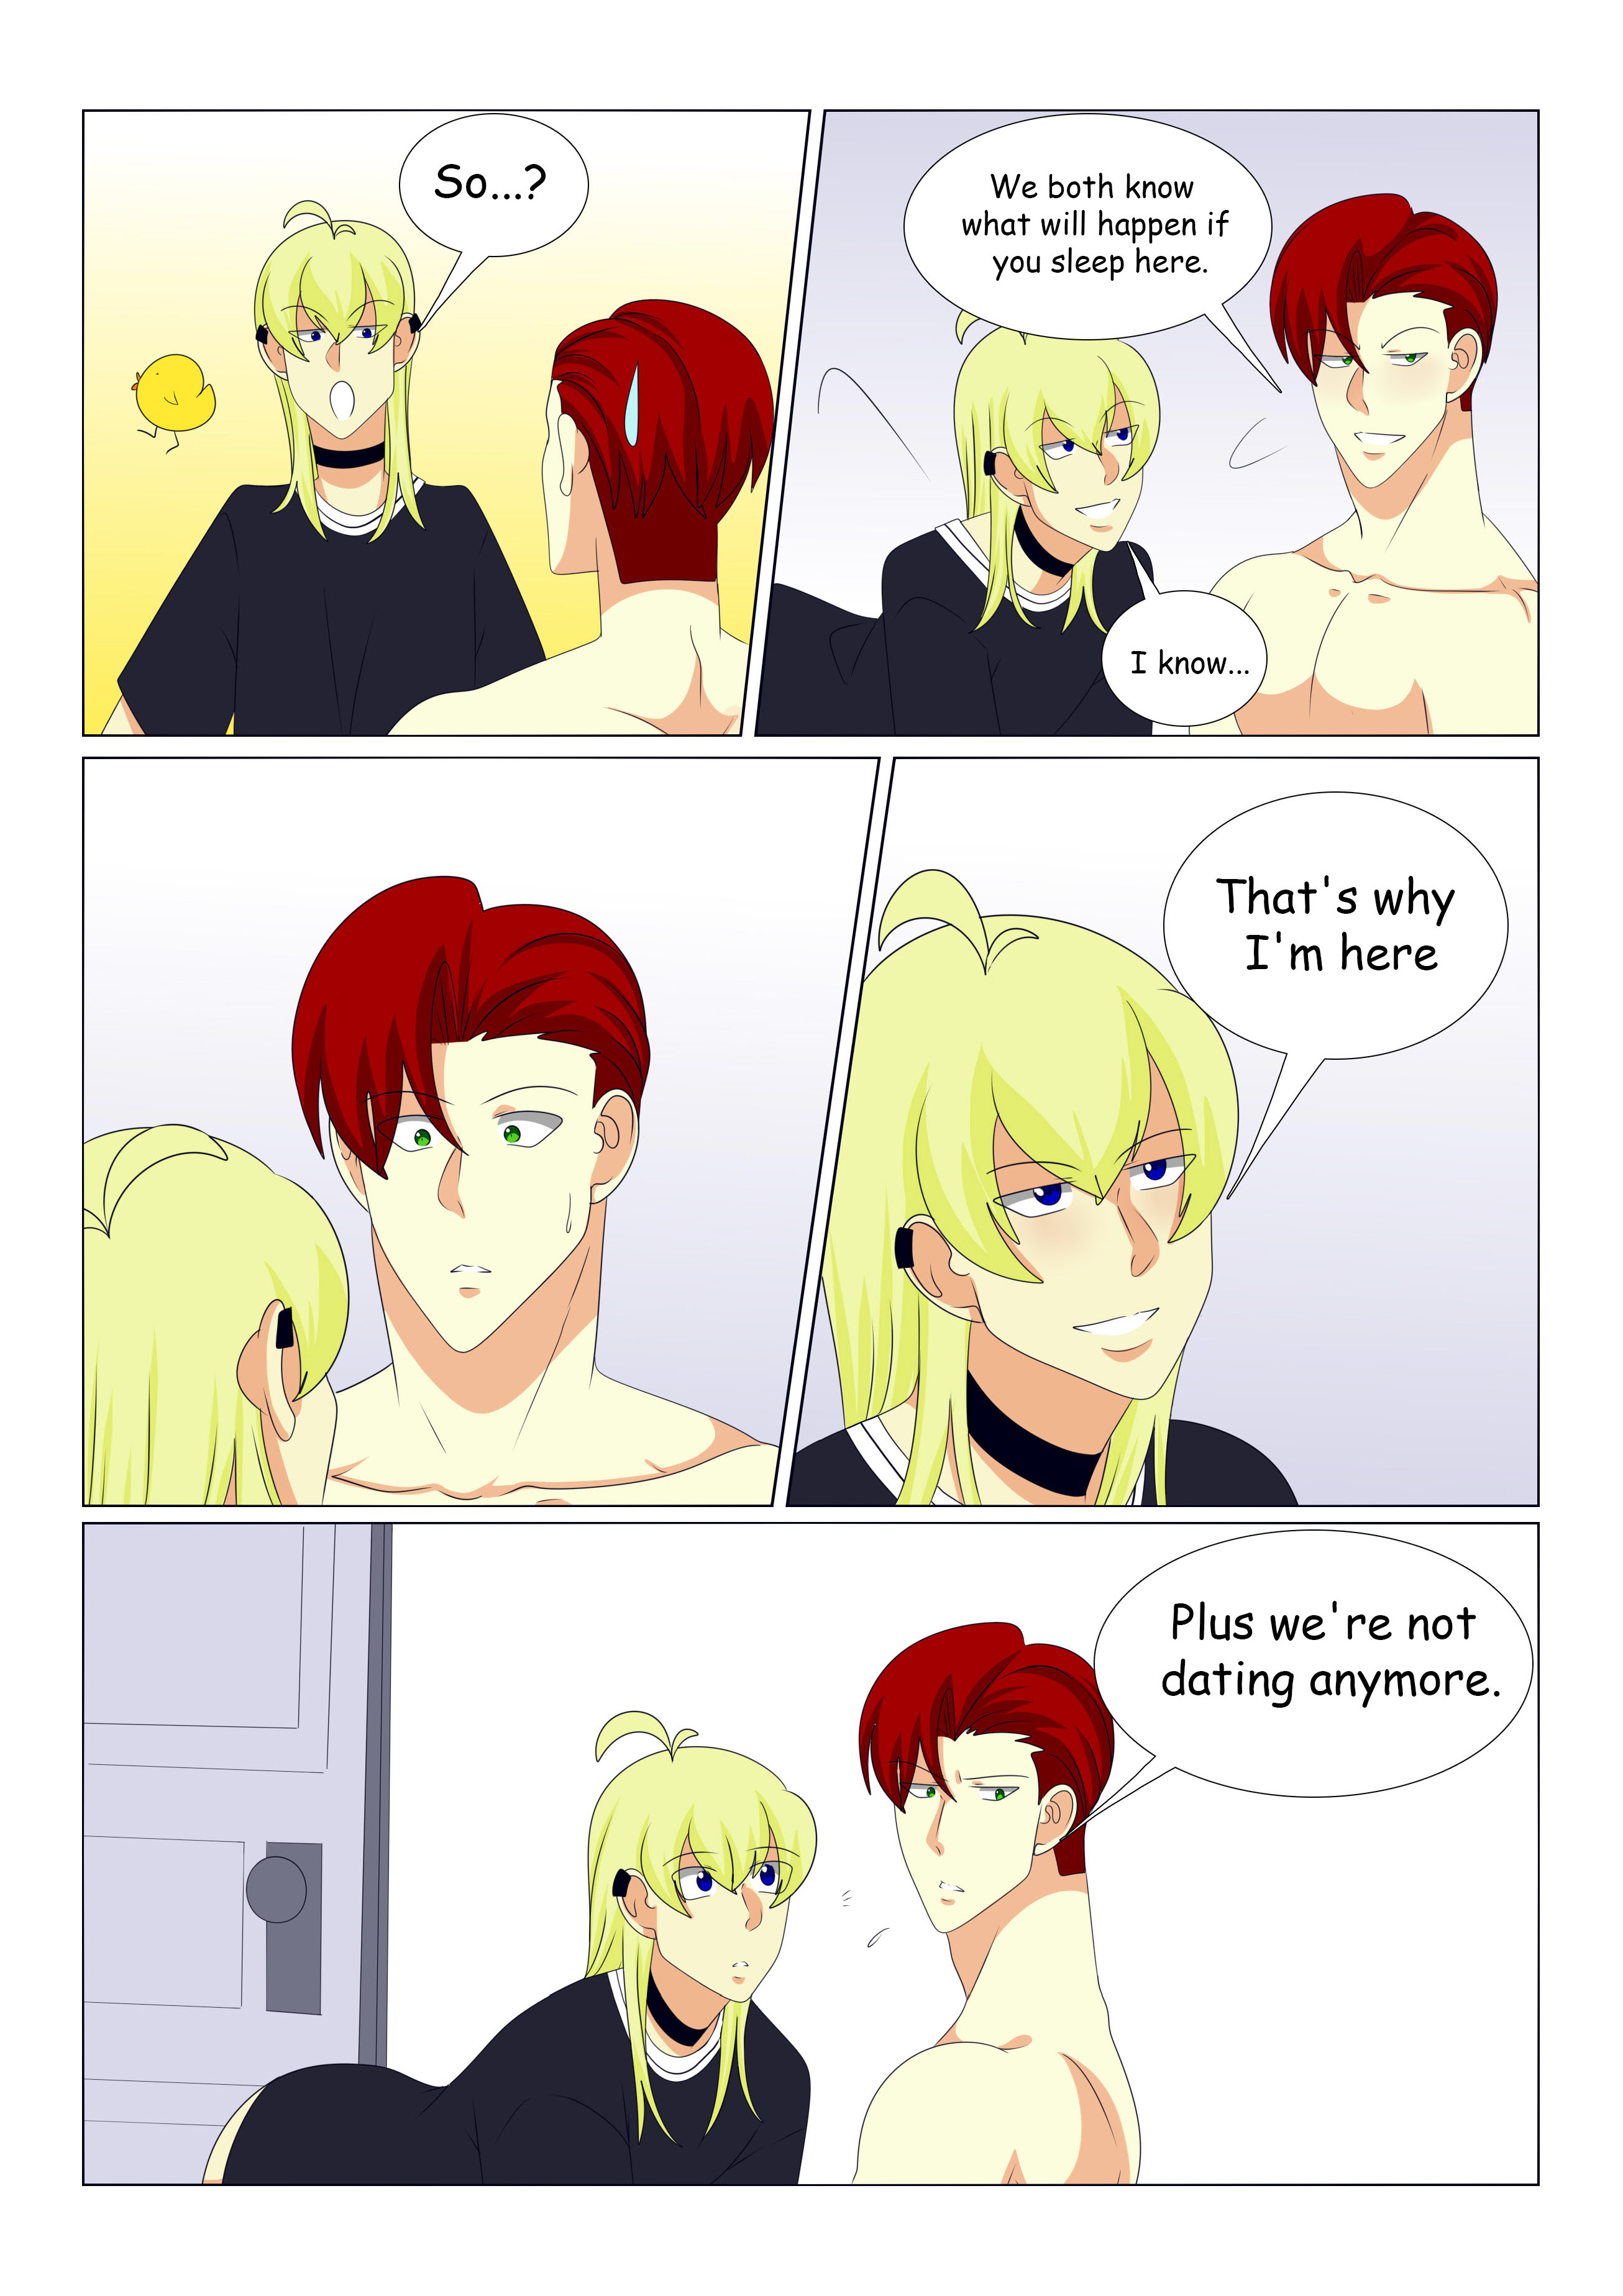 So...?
We both know
what will happen if
you sleep here.
I know...
That's why
I'm here
Plus we're not
dating anymore.